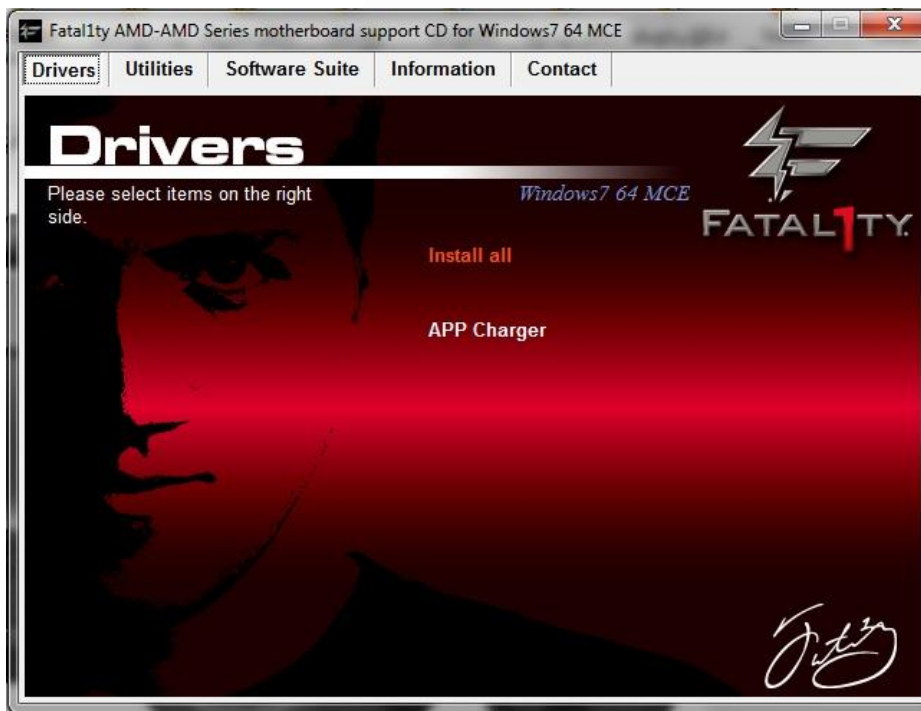 Fatal1ty AMD-AMD Series motherboard support CD for Windows7 64 MCE
Drivers Utilities Software Suite Information Contact
Drivers
Please select items on the right
side.
Windows7 64 MCE
FATAL1TY.
Install all
APP Charger